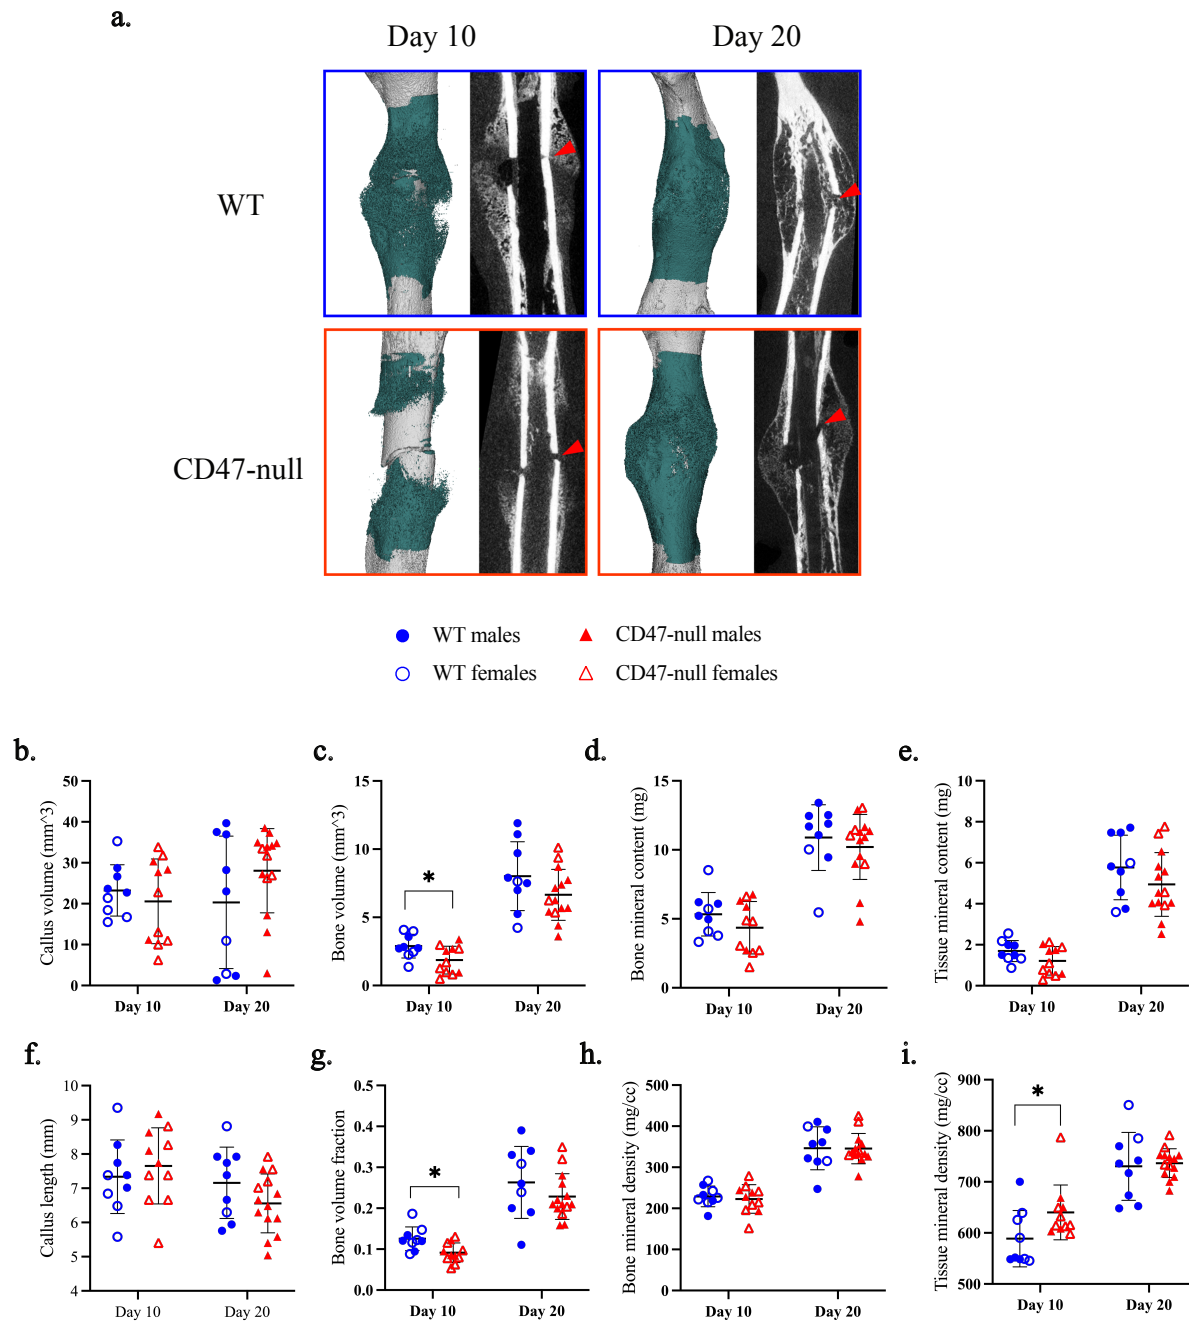 a.
Day 10 Day 20
WT
CD47-null
WT males CD47-null males
WT females CD47-null females
b. c. d. e.
Callus volume (mm^3)
50
40
30
20
10
0
Day 10 Day 20
Bone volume (mm^3)
15
10
5
0
*
Day 10 Day 20
Bone mineral content (mg)
15
10
5
0
Day 10 Day 20
Tissue mineral content (mg)
10
8
6
4
2
0
Day 10 Day 20
f. g. h. i.
Callus length (mm)
10
9
8
7
6
5
4
Day 10 Day 20
Bone volume fraction
0.5
0.4
0.3
0.2
0.1
0.0
*
Day 10 Day 20
Bone mineral density (mg/cc)
500
400
300
200
100
0
Day 10 Day 20
Tissue mineral density (mg/cc)
900
800
700
600
500
*
Day 10 Day 20